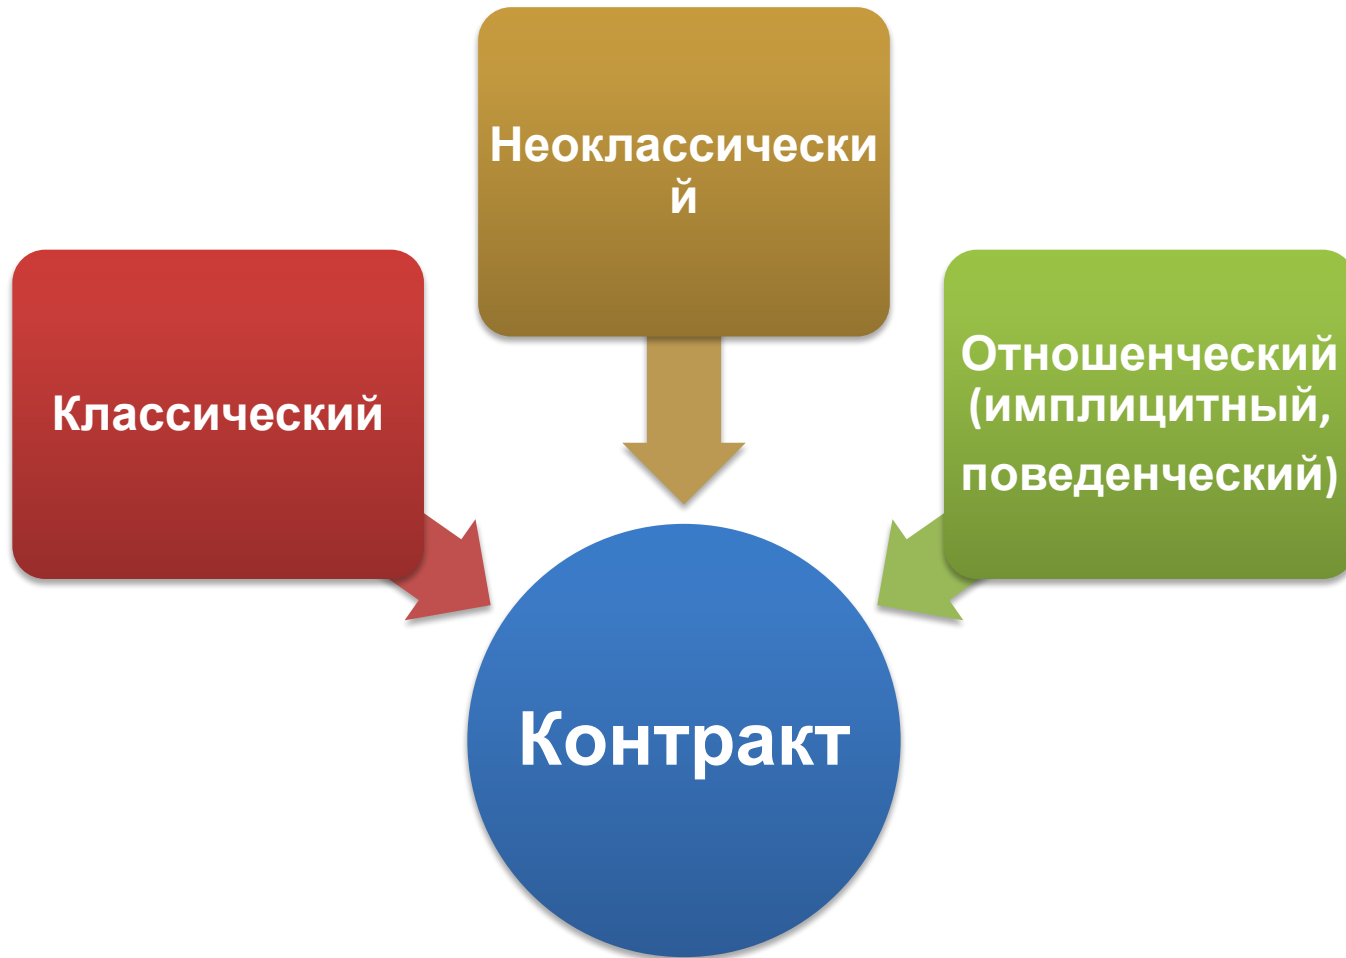 Неоклассически
й
Классический
Отношенческий
(имплицитный,
поведенческий)
Контракт